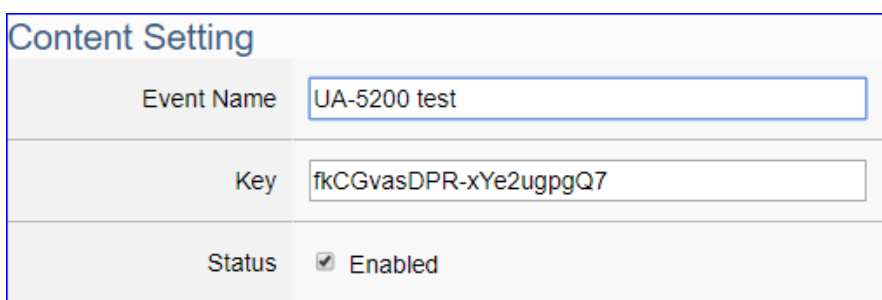 Content Setting
Event Name UA-5200 test
Key fkCGvasDPR-xYe2ugpgQ7
Status Enabled